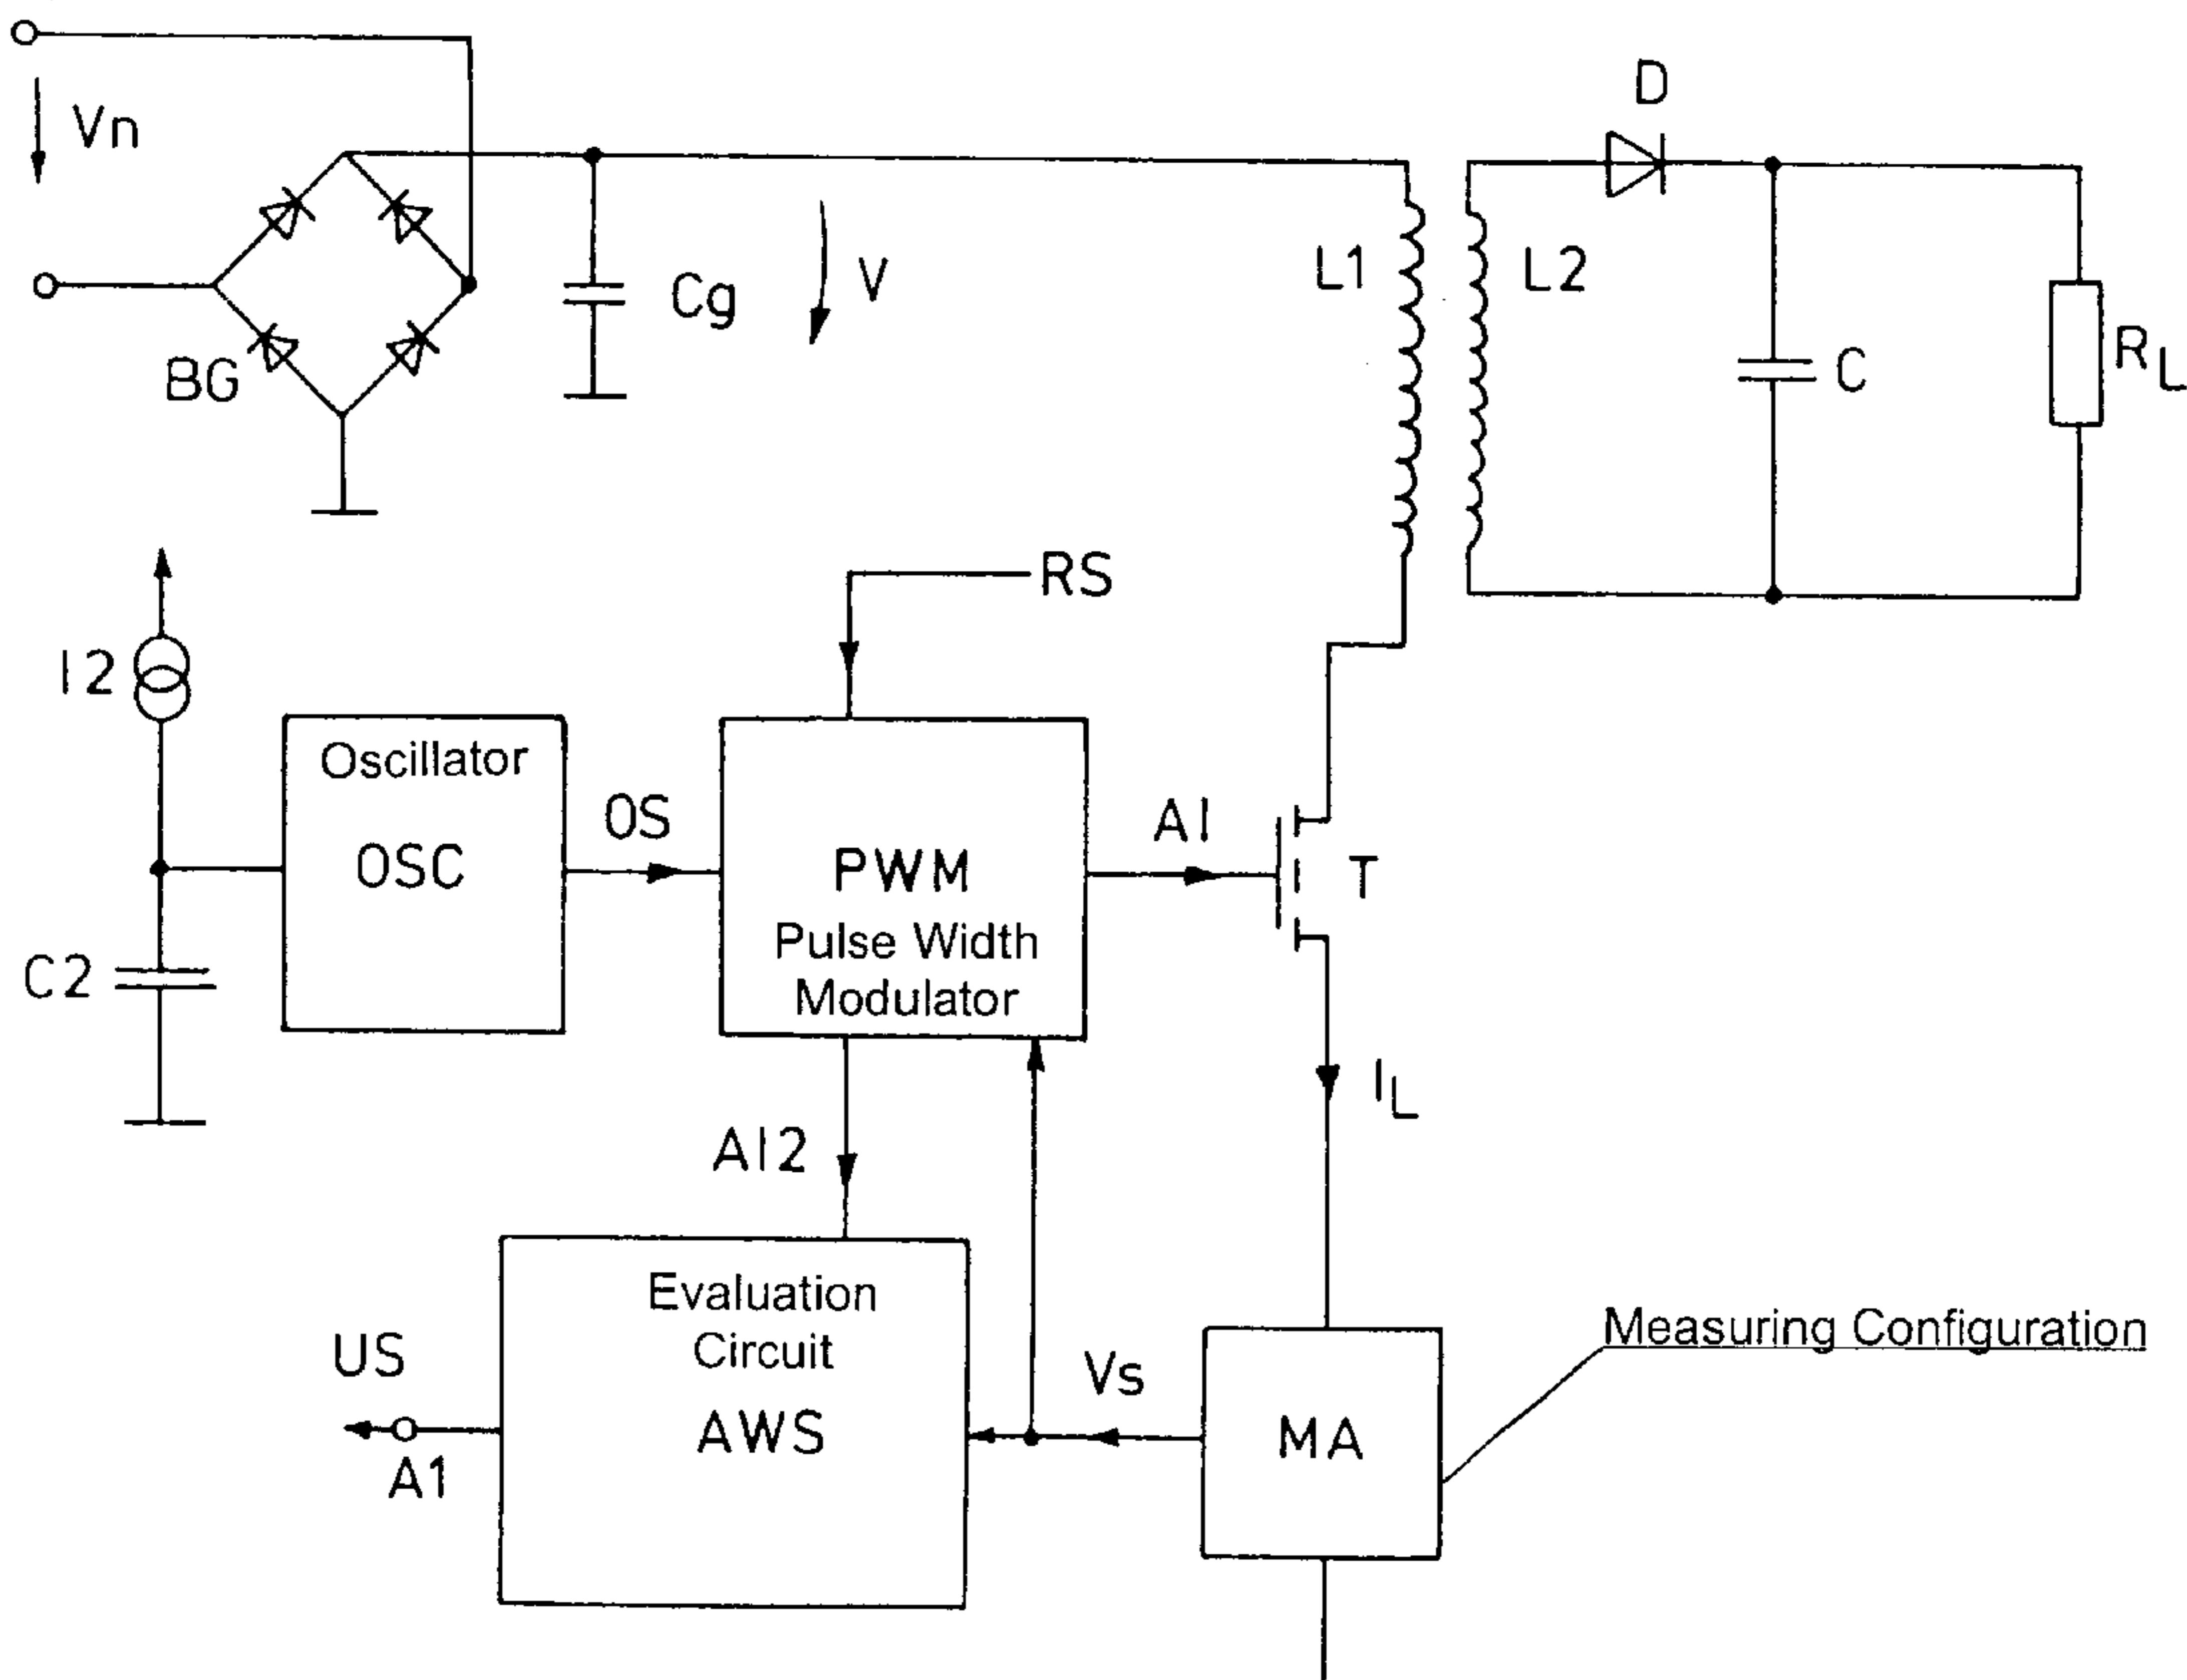 D
Vn
V
L1
L2
Cg
BG
C
RL
RS
I2
Oscillator
OSC
OS
PWM
Pulse Width
Modulator
AI
T
C2
IL
AI2
Evaluation
Circuit
AWS
US
A1
Vs
MA
Measuring Configuration